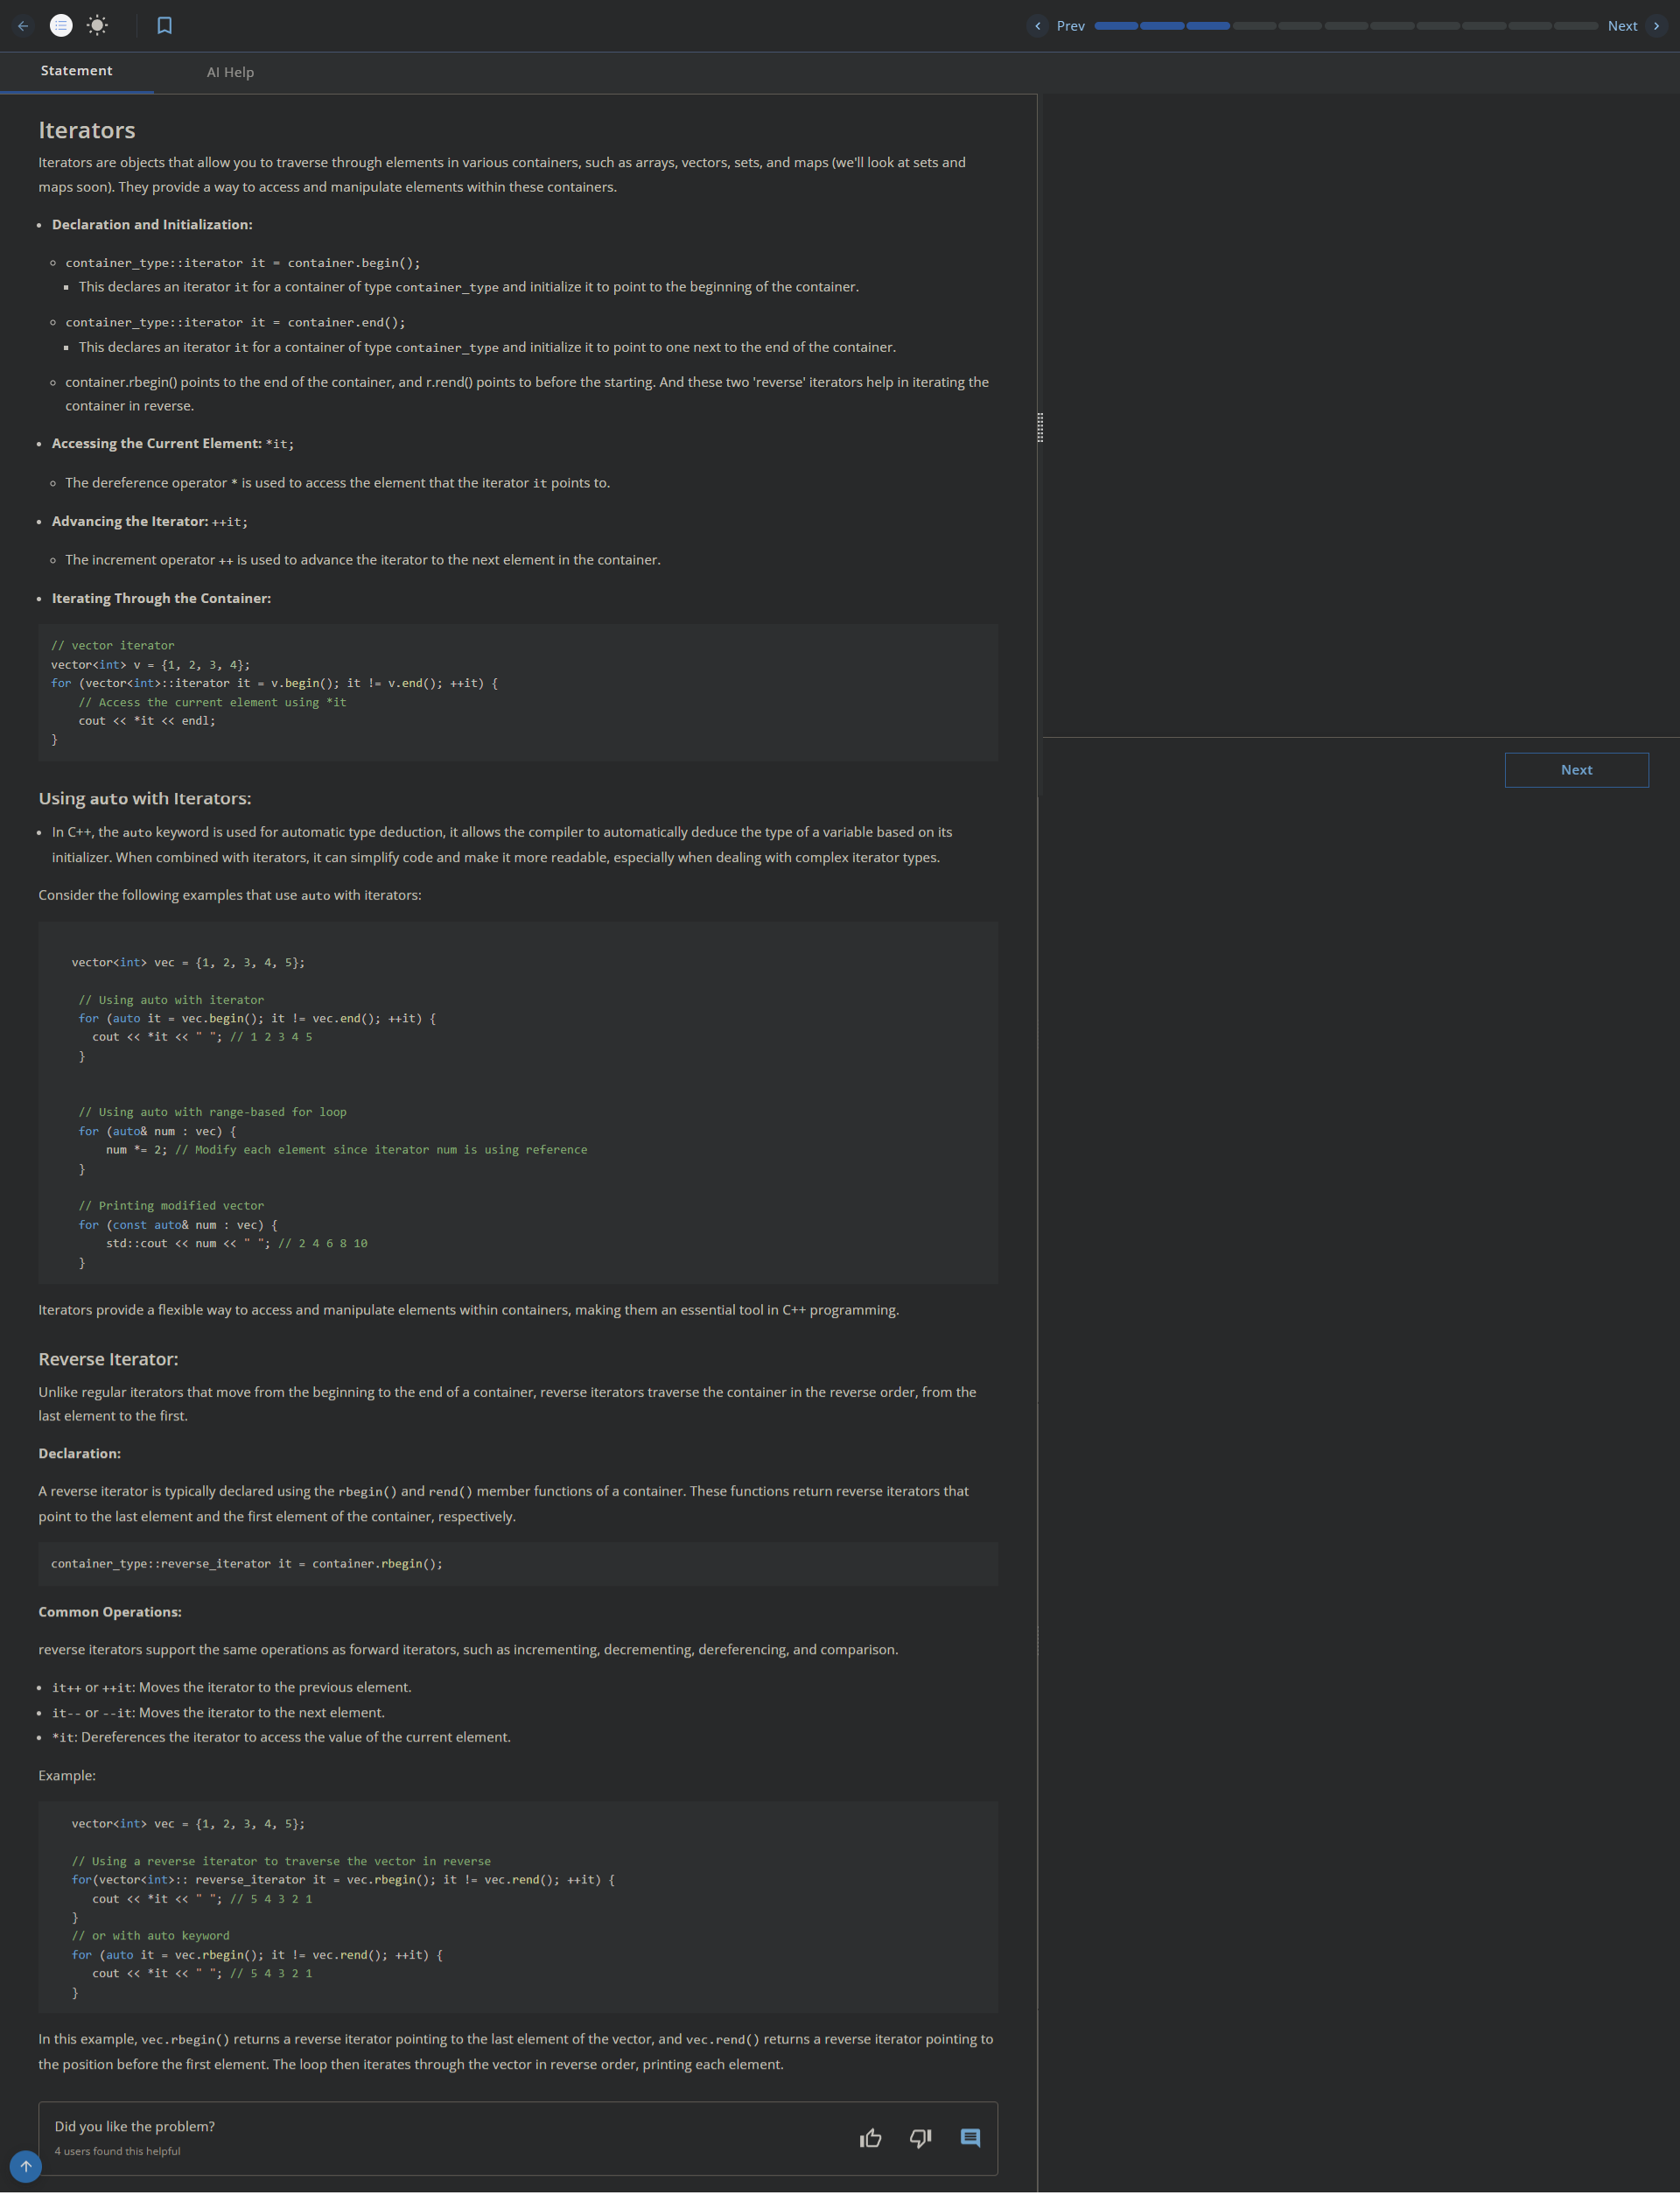 Prev
Next
Statement
AI Help
Iterators
Iterators are objects that allow you to traverse through elements in various containers, such as arrays, vectors, sets, and maps (we'll look at sets and
maps soon). They provide a way to access and manipulate elements within these containers.
Declaration and Initialization:
container_type::iterator it = container.begin();
This declares an iterator it for a container of type container_type and initialize it to point to the beginning of the container.
container_type::iterator it = container.end();
This declares an iterator it for a container of type container_type and initialize it to point to one next to the end of the container.
container.rbegin() points to the end of the container, and r.rend() points to before the starting. And these two 'reverse' iterators help in iterating the
container in reverse.
Accessing the Current Element: *it;
The dereference operator * is used to access the element that the iterator it points to.
Advancing the Iterator: ++it;
The increment operator ++ is used to advance the iterator to the next element in the container.
Iterating Through the Container:
// vector iterator
vector<int> v = {1, 2, 3, 4};
for (vector<int>::iterator it = v.begin(); it != v.end(); ++it) {
// Access the current element using *it
cout << *it << endl;
}
Next
Using auto with Iterators:
In C++, the auto keyword is used for automatic type deduction, it allows the compiler to automatically deduce the type of a variable based on its
initializer. When combined with iterators, it can simplify code and make it more readable, especially when dealing with complex iterator types.
Consider the following examples that use auto with iterators:
vector<int> vec = {1, 2, 3, 4, 5};
// Using auto with iterator
for (auto it = vec.begin(); it != vec.end(); ++it) {
cout << *it << " "; // 1 2 3 4 5
}
// Using auto with range-based for loop
for (auto& num : vec) {
num *= 2; // Modify each element since iterator num is using reference
}
// Printing modified vector
for (const auto& num : vec) {
std::cout << num << " "; // 2 4 6 8 10
}
Iterators provide a flexible way to access and manipulate elements within containers, making them an essential tool in C++ programming.
Reverse Iterator:
Unlike regular iterators that move from the beginning to the end of a container, reverse iterators traverse the container in the reverse order, from the
last element to the first.
Declaration:
A reverse iterator is typically declared using the rbegin() and rend() member functions of a container. These functions return reverse iterators that
point to the last element and the first element of the container, respectively.
container_type::reverse_iterator it = container.rbegin();
Common Operations:
reverse iterators support the same operations as forward iterators, such as incrementing, decrementing, dereferencing, and comparison.
it++ or ++it: Moves the iterator to the previous element.
it-- or --it: Moves the iterator to the next element.
*it: Dereferences the iterator to access the value of the current element.
Example:
vector<int> vec = {1, 2, 3, 4, 5};
// Using a reverse iterator to traverse the vector in reverse
for(vector<int>:: reverse_iterator it = vec.rbegin(); it != vec.rend(); ++it) {
cout << *it << " "; // 5 4 3 2 1
}
// or with auto keyword
for (auto it = vec.rbegin(); it != vec.rend(); ++it) {
cout << *it << " "; // 5 4 3 2 1
}
In this example, vec.rbegin() returns a reverse iterator pointing to the last element of the vector, and vec.rend() returns a reverse iterator pointing to
the position before the first element. The loop then iterates through the vector in reverse order, printing each element.
Did you like the problem?
4 users found this helpful